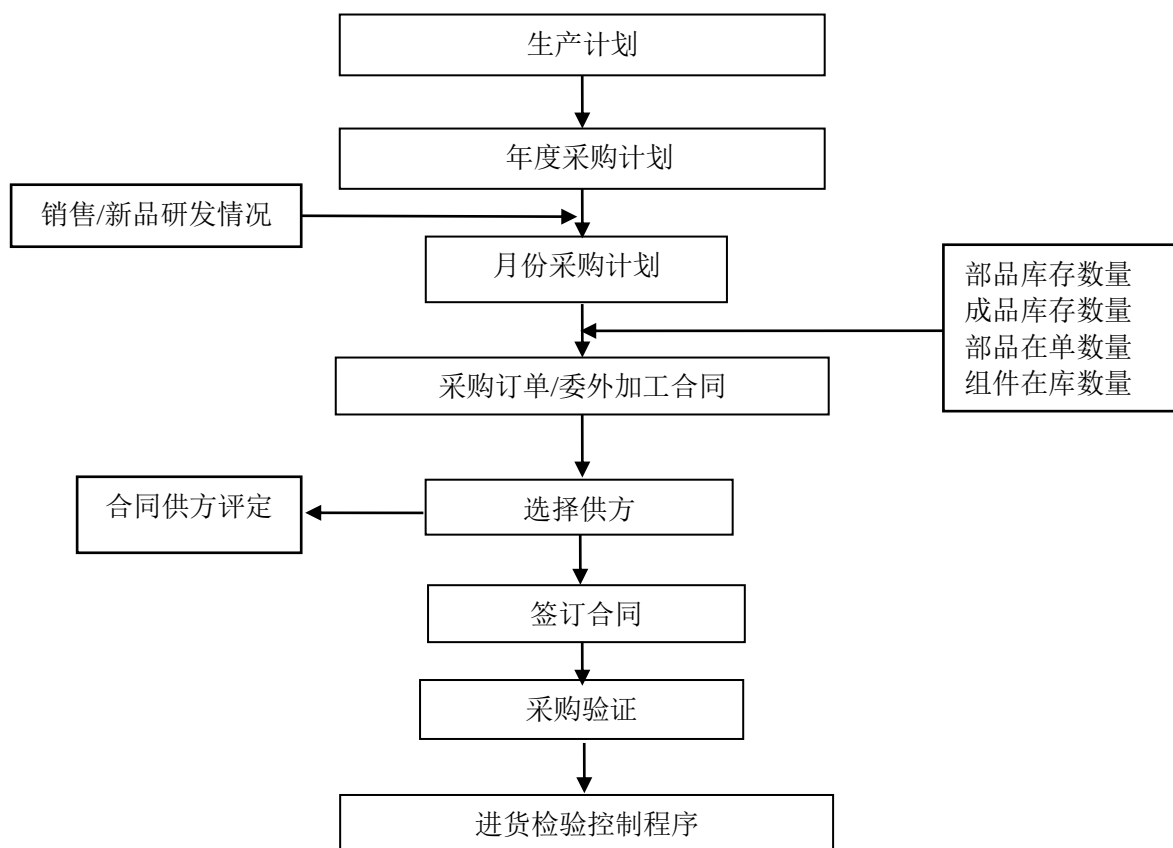 生产计划
年度采购计划
销售/新品研发情况
月份采购计划
部品库存数量
成品库存数量
部品在单数量
组件在库数量
采购订单/委外加工合同
合同供方评定
选择供方
签订合同
采购验证
进货检验控制程序